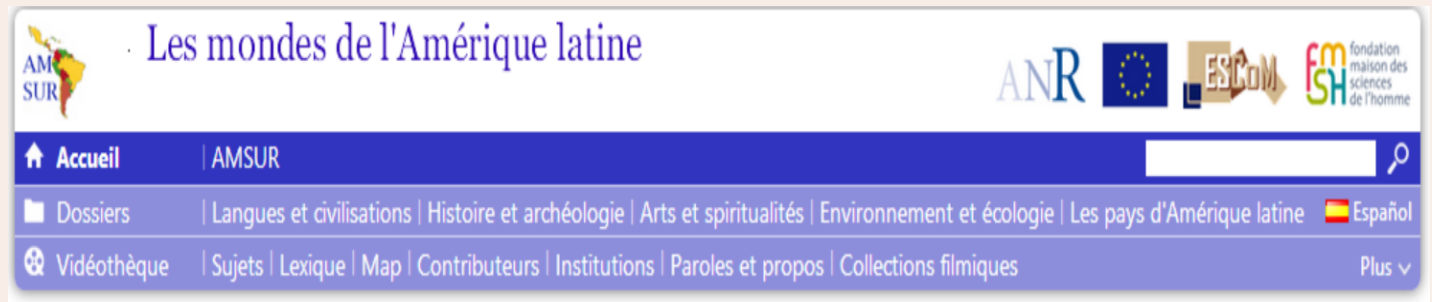 AM
SUR
Les mondes de l'Amérique latine
ANR
ESCoM
FMSH
fondation
maison des
sciences
de l'homme
Accueil | AMSUR
Dossiers | Langues et civilisations | Histoire et archéologie | Arts et spiritualités | Environnement et écologie | Les pays d'Amérique latine Español
Vidéothèque | Sujets | Lexique | Map | Contributeurs | Institutions | Paroles et propos | Collections filmiques Plus